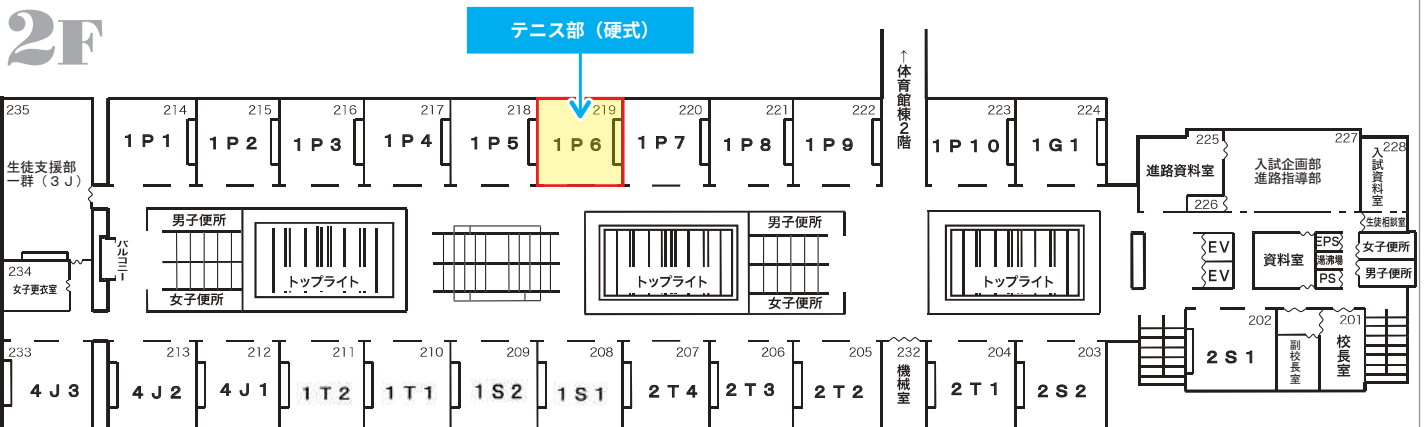 2F
テニス部（硬式）
↑体育館棟2階
235
生徒支援部
一群（3J）
214
1P1
215
1P2
216
1P3
217
1P4
218
1P5
219
1P6
220
1P7
221
1P8
222
1P9
223
1P10
224
1G1
225
進路資料室
226
227
入試企画部
進路指導部
228
入試資料室
生徒相談室
男子便所
トップライト
女子便所
バルコニー
234
女子更衣室
トップライト
男子便所
女子便所
トップライト
EV
EV
資料室
EPS
湯沸場
PS
女子便所
男子便所
233
4J3
213
4J2
212
4J1
211
1T2
210
1T1
209
1S2
208
1S1
207
2T4
206
2T3
205
2T2
232
機械室
204
2T1
203
2S2
202
2S1
副校長室
201
校長室